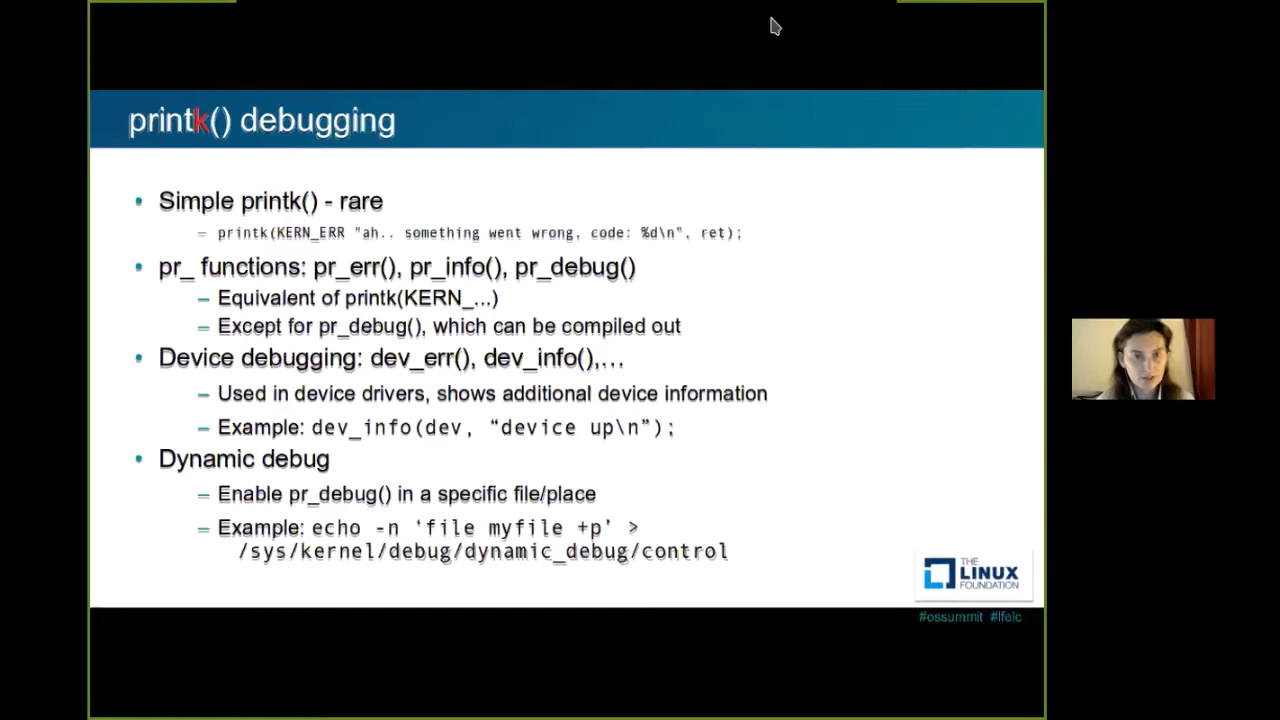 printk() debugging
• Simple printk() - rare
– printk(KERN_ERR "ah.. something went wrong, code: %d\n", ret);
• pr_ functions: pr_err(), pr_info(), pr_debug()
– Equivalent of printk(KERN_...)
– Except for pr_debug(), which can be compiled out
• Device debugging: dev_err(), dev_info(),…
– Used in device drivers, shows additional device information
– Example: dev_info(dev, “device up\n”);
• Dynamic debug
– Enable pr_debug() in a specific file/place
– Example: echo -n ‘file myfile +p’ >
/sys/kernel/debug/dynamic_debug/control
THE
LINUX
FOUNDATION
#ossummit #lfelc